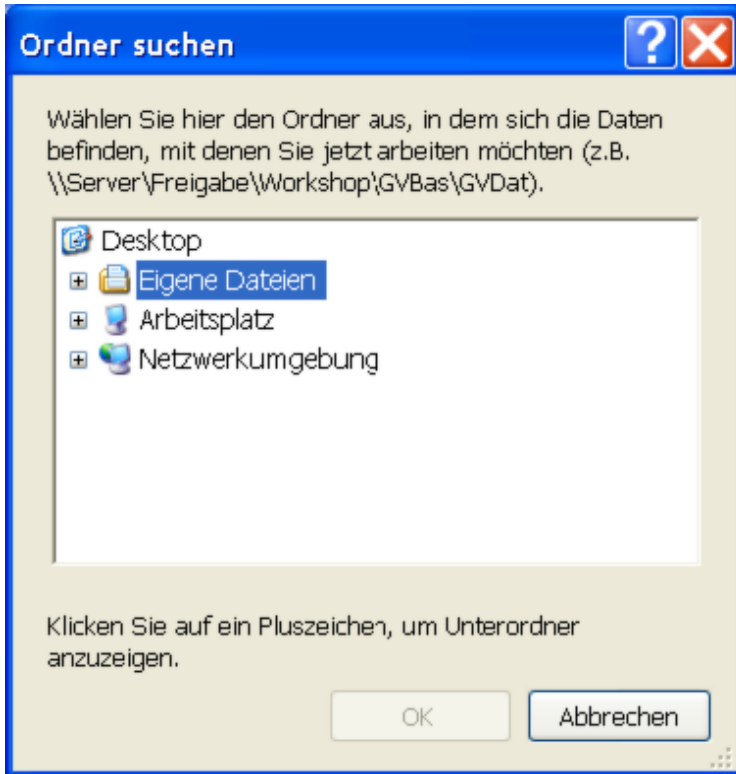 Ordner suchen
Wählen Sie hier den Ordner aus, in dem sich die Daten
befinden, mit denen Sie jetzt arbeiten möchten (z.B.
\\Server\Freigabe\Workshop\GVBas\GVDat).
Desktop
Eigene Dateien
Arbeitsplatz
Netzwerkumgebung
Klicken Sie auf ein Pluszeichen, um Unterordner
anzuzeigen.
OK
Abbrechen